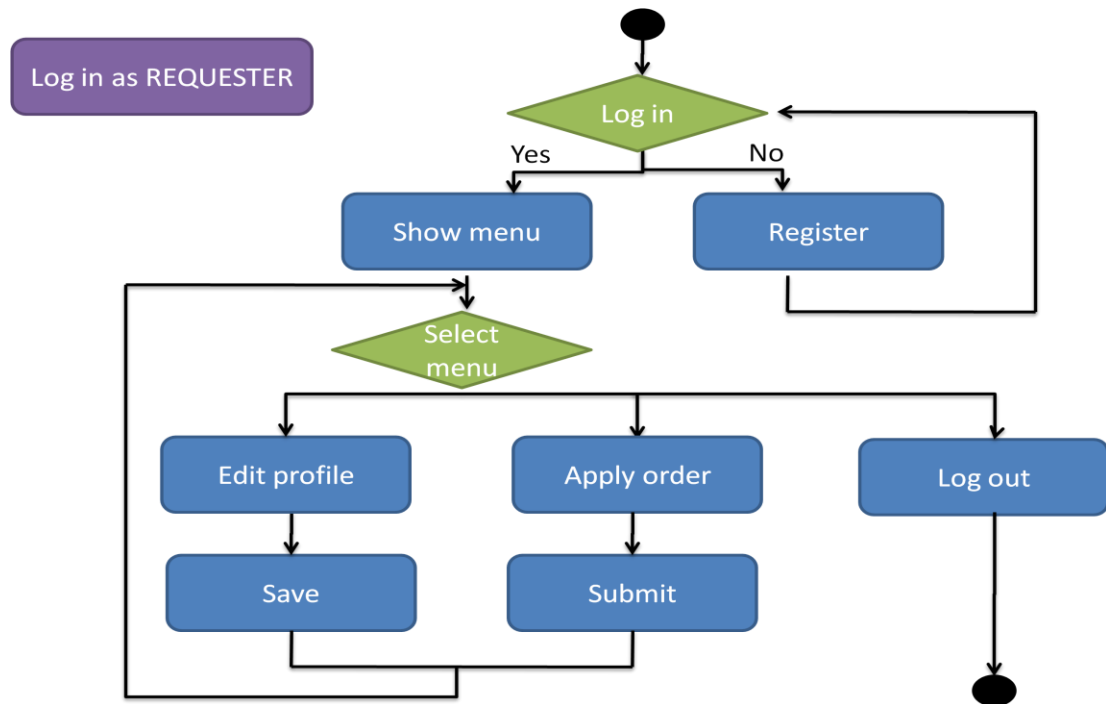 Log in as REQUESTER
Log in
Yes
No
Show menu
Register
Select
menu
Edit profile
Apply order
Log out
Save
Submit